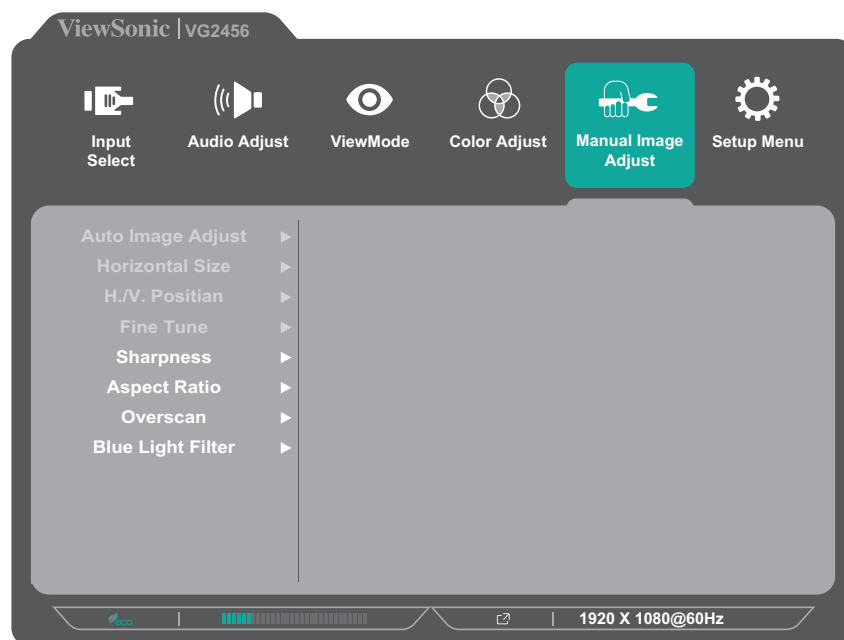 ViewSonic | VG2456
Input Select
Audio Adjust
ViewMode
Color Adjust
Manual Image Adjust
Setup Menu
Auto Image Adjust
Horizontal Size
H./V. Positian
Fine Tune
Sharpness
Aspect Ratio
Overscan
Blue Light Filter
eco
1920 X 1080@60Hz